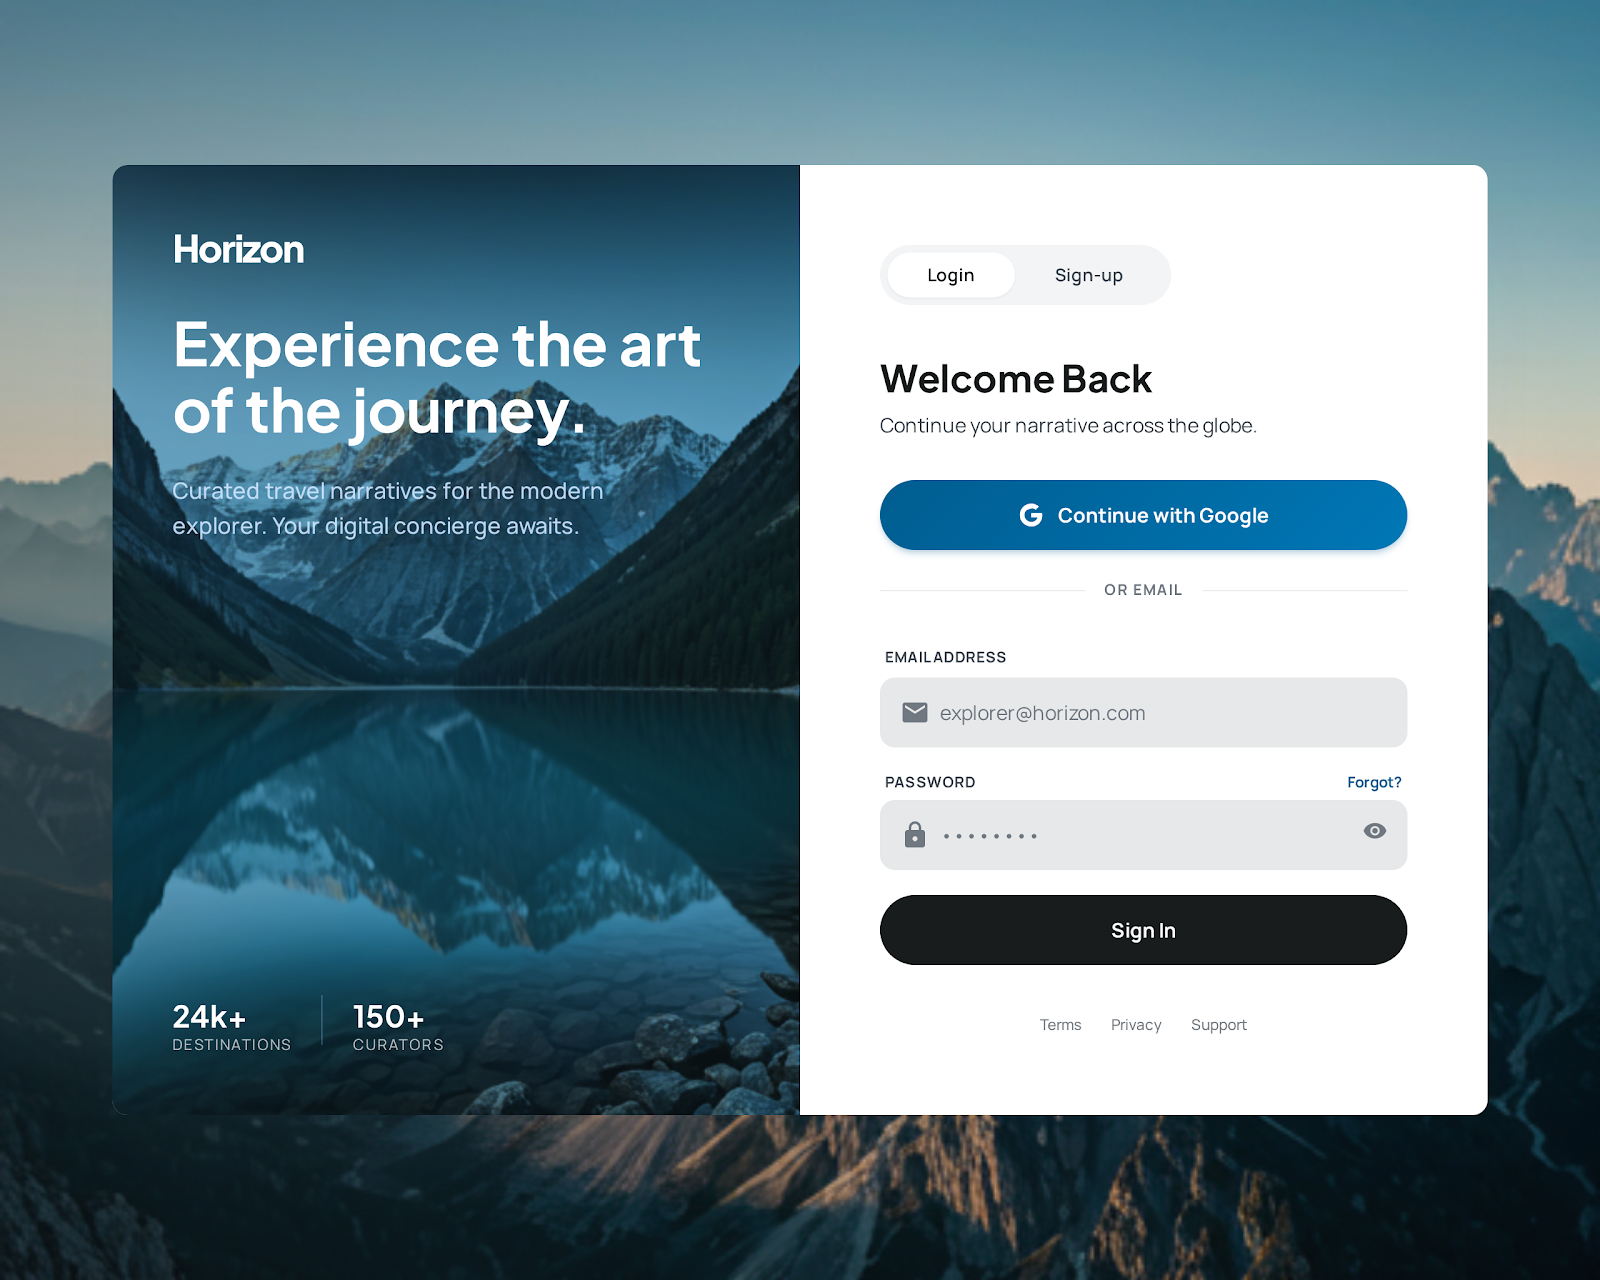 Horizon
Experience the art
of the journey.
Curated travel narratives for the modern
explorer. Your digital concierge awaits.
24k+
DESTINATIONS
150+
CURATORS
Login
Sign-up
Welcome Back
Continue your narrative across the globe.
Continue with Google
OR EMAIL
EMAIL ADDRESS
explorer@horizon.com
PASSWORD
Forgot?
Sign In
Terms
Privacy
Support